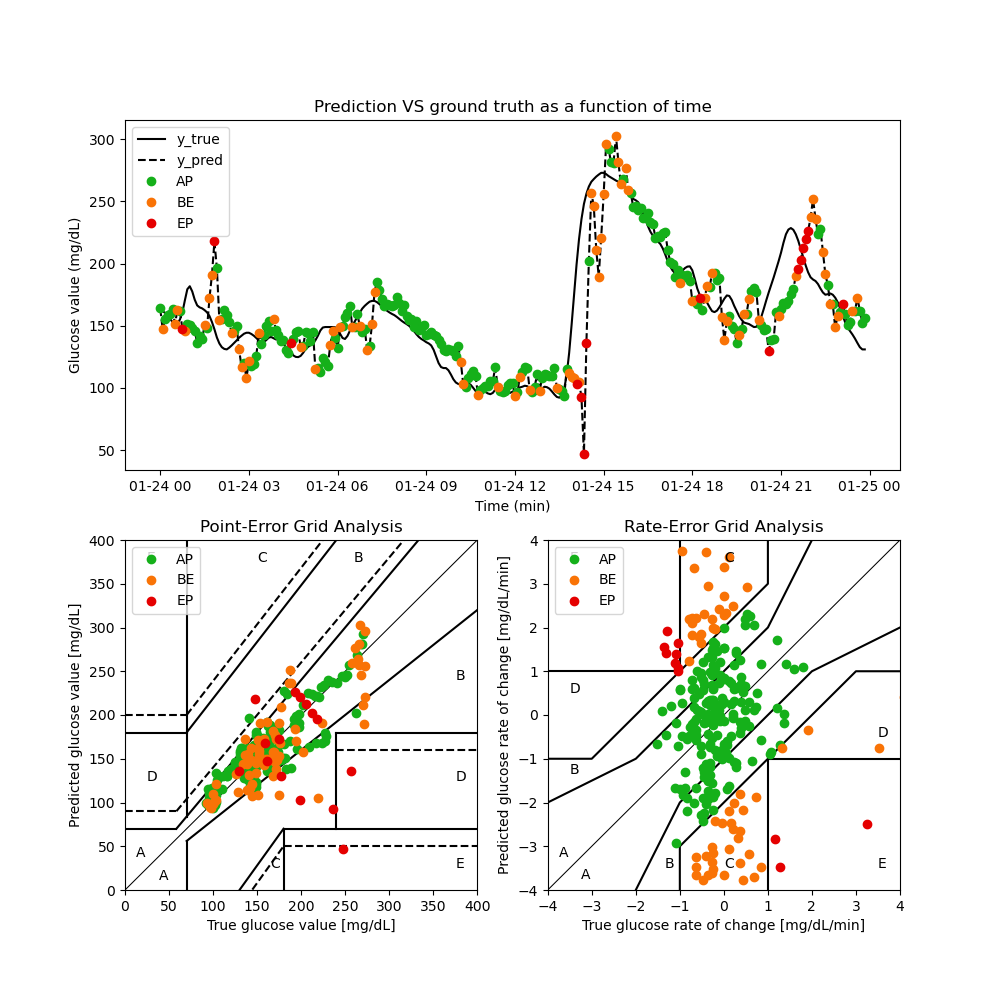 Prediction VS ground truth as a function of time
Glucose value (mg/dL)
300
250
200
150
100
50
y_true
y_pred
AP
BE
EP
01-24 00 01-24 03 01-24 06 01-24 09 01-24 12 01-24 15 01-24 18 01-24 21 01-25 00
Time (min)
Point-Error Grid Analysis
Predicted glucose value [mg/dL]
400
350
300
250
200
150
100
50
0
AP
BE
EP
C
B
B
D
D
A
A
C
E
0 50 100 150 200 250 300 350 400
True glucose value [mg/dL]
Rate-Error Grid Analysis
Predicted glucose rate of change [mg/dL/min]
4
3
2
1
0
−1
−2
−3
−4
AP
BE
EP
C
D
D
B
A
A
B
C
E
−4 −3 −2 −1 0 1 2 3 4
True glucose rate of change [mg/dL/min]